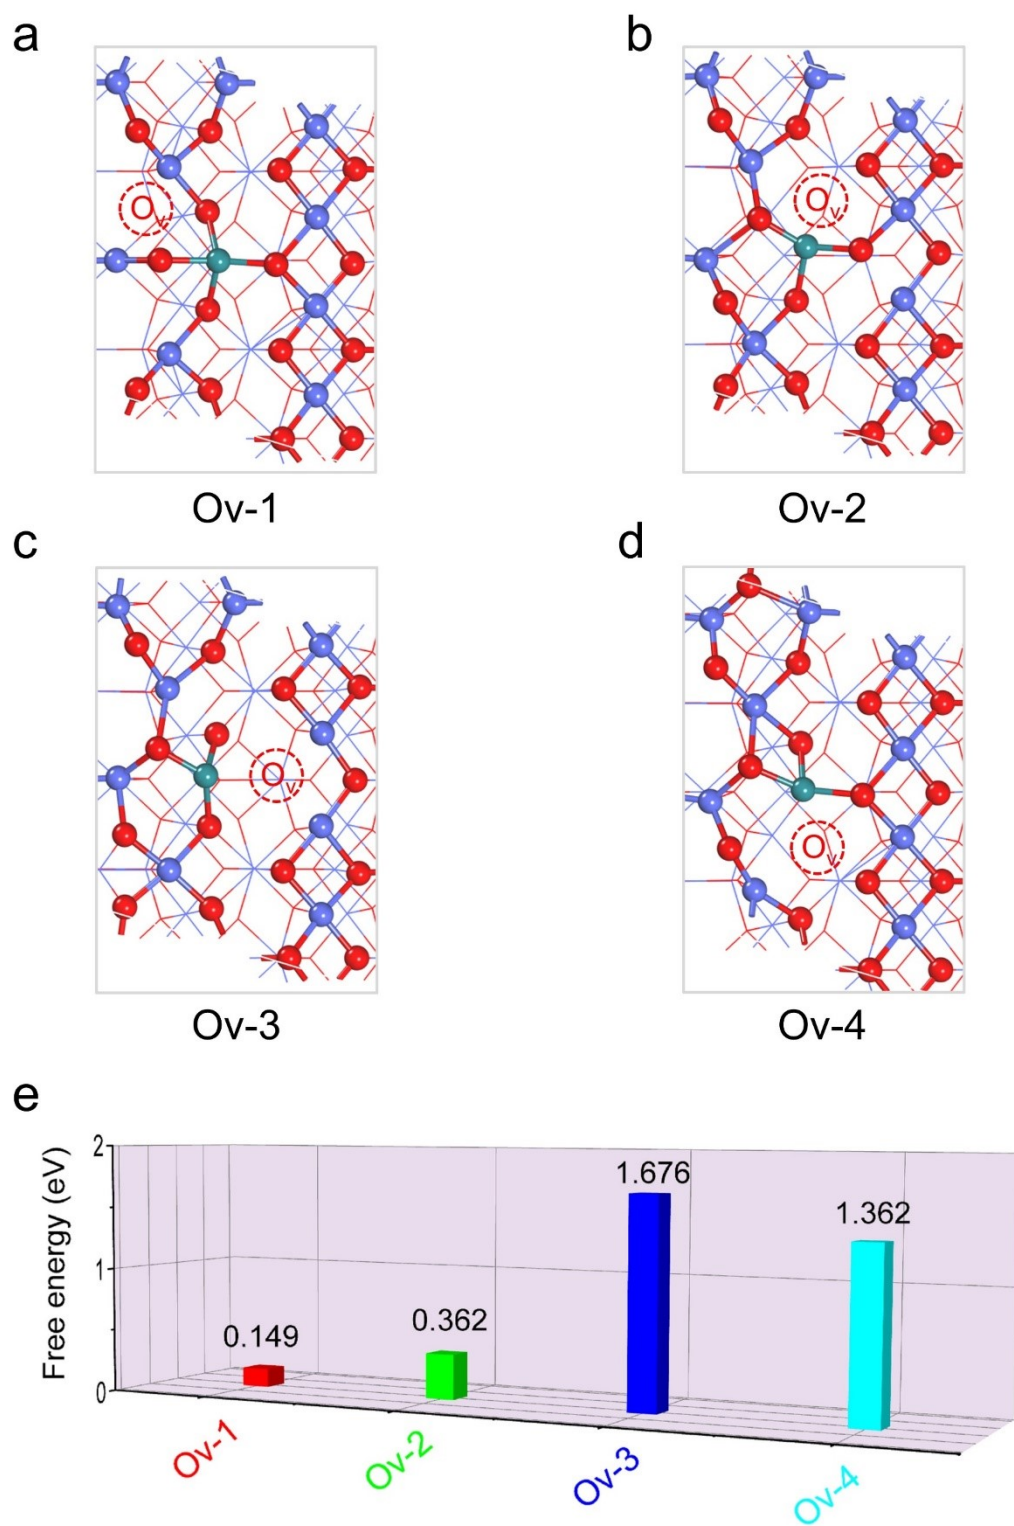 a
b
Ov
Ov
Ov-1
Ov-2
c
d
Ov
Ov
Ov-3
Ov-4
e
Free energy (eV)
2
1
0
0.149
0.362
1.676
1.362
Ov-1
Ov-2
Ov-3
Ov-4